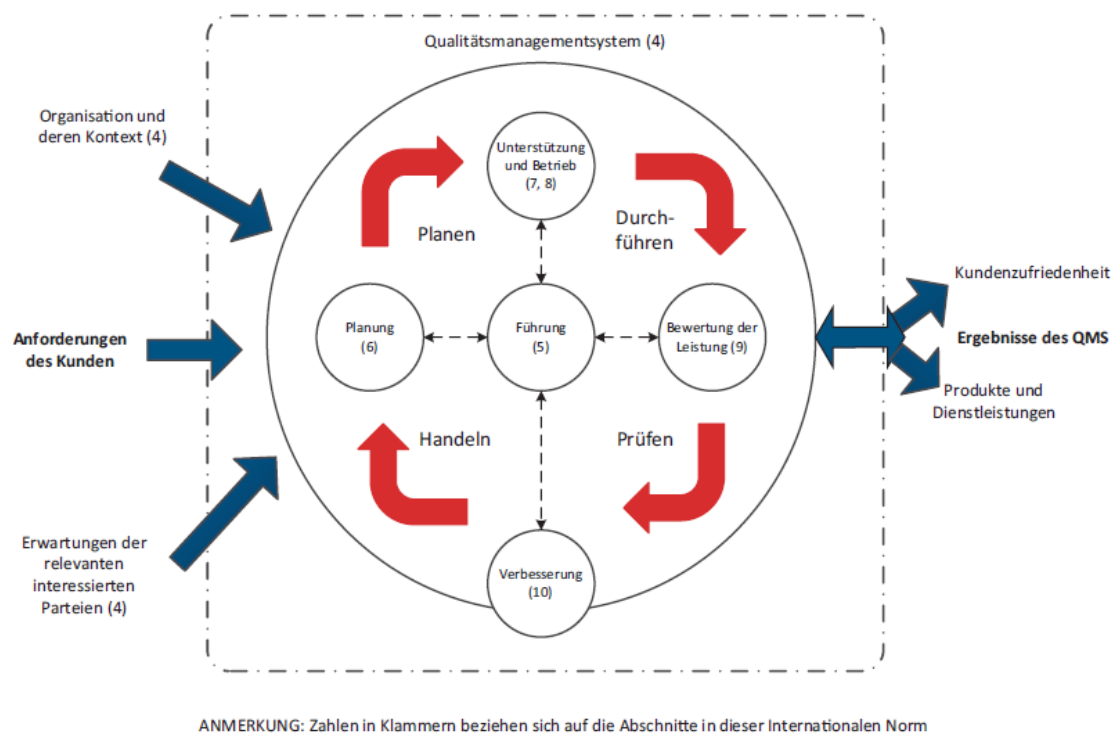 Qualitätsmanagementsystem (4)
Organisation und
deren Kontext (4)
Unterstützung
und Betrieb
(7, 8)
Planen
Durch-
führen
Kundenzufriedenheit
Anforderungen
des Kunden
Planung
(6)
Führung
(5)
Bewertung der
Leistung (9)
Ergebnisse des QMS
Produkte und
Dienstleistungen
Handeln
Prüfen
Erwartungen der
relevanten
interessierten
Parteien (4)
Verbesserung
(10)
ANMERKUNG: Zahlen in Klammern beziehen sich auf die Abschnitte in dieser Internationalen Norm